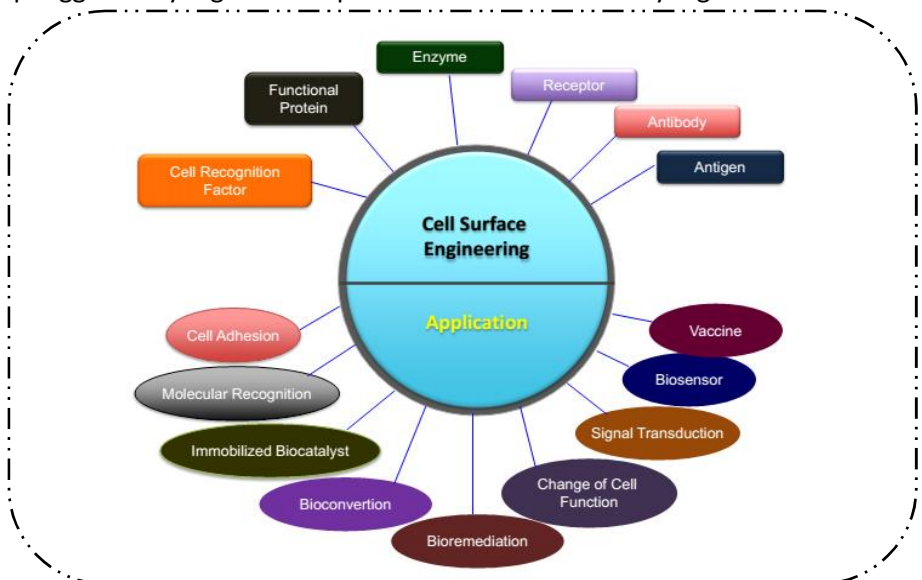 Enzyme
Functional
Protein
Receptor
Antibody
Cell Recognition
Factor
Antigen
Cell Surface
Engineering
Application
Cell Adhesion
Vaccine
Molecular Recognition
Biosensor
Immobilized Biocatalyst
Signal Transduction
Bioconvertion
Change of Cell
Function
Bioremediation